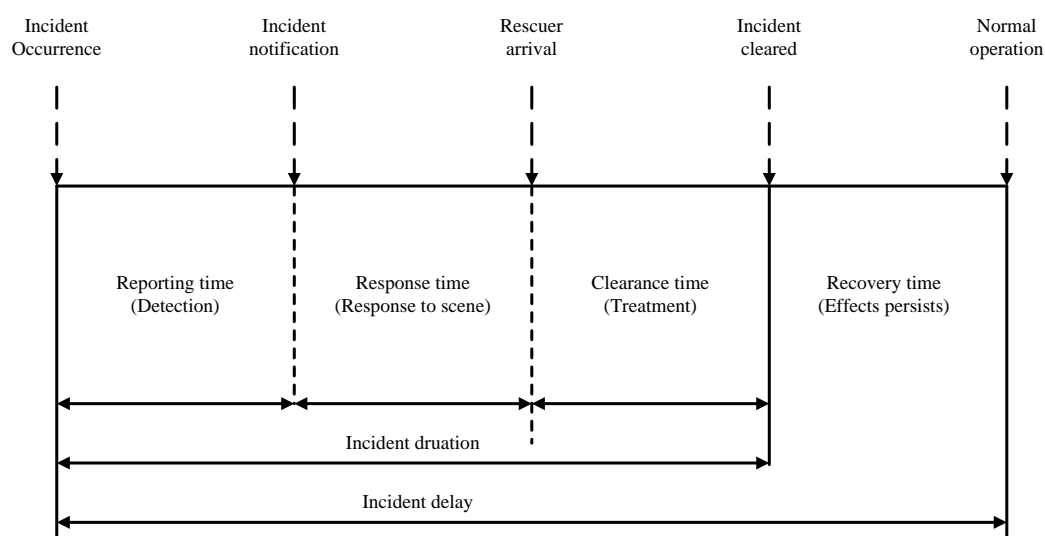 Incident
Occurrence
Incident
notification
Rescuer
arrival
Incident
cleared
Normal
operation
Reporting time
(Detection)
Response time
(Response to scene)
Clearance time
(Treatment)
Recovery time
(Effects persists)
Incident druation
Incident delay